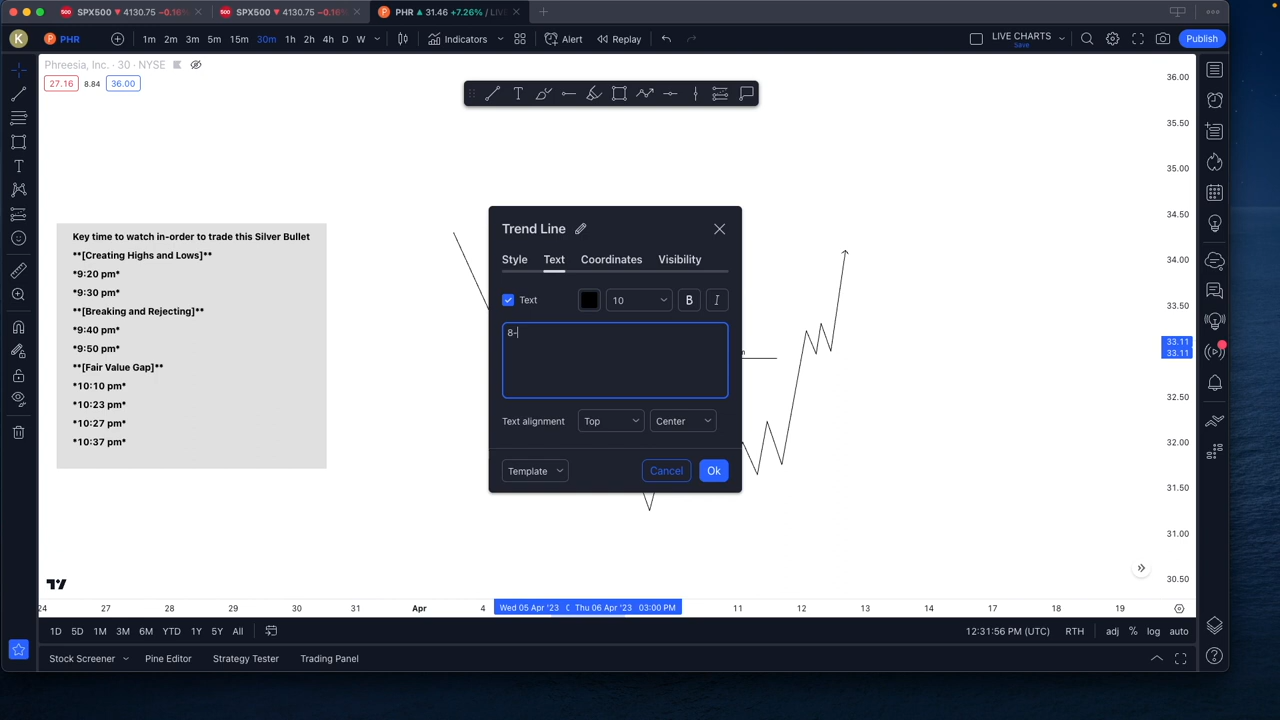 SPX500 ▼ 4130.75 −0.16%
SPX500 ▼ 4130.75 −0.16%
PHR ▲ 31.46 +7.26% / LIVE
K
PHR
1m 2m 3m 5m 15m 30m 1h 2h 4h D W
Indicators
Alert
Replay
LIVE CHARTS
Save
Publish
Phreesia, Inc. · 30 · NYSE
27.16 8.84 36.00
Key time to watch in-order to trade this Silver Bullet
**[Creating Highs and Lows]**
*9:20 pm*
*9:30 pm*
**[Breaking and Rejecting]**
*9:40 pm*
*9:50 pm*
**[Fair Value Gap]**
*10:10 pm*
*10:23 pm*
*10:27 pm*
*10:37 pm*
Trend Line
Style Text Coordinates Visibility
Text
10
B
I
8-
Text alignment
Top
Center
Template
Cancel
Ok
36.00
35.50
35.00
34.50
34.00
33.50
33.11
33.11
32.50
32.00
31.50
31.00
30.50
24 27 28 29 30 31 Apr 4 Wed 05 Apr '23 Thu 06 Apr '23 03:00 PM 11 12 13 14 17 18 19
1D 5D 1M 3M 6M YTD 1Y 5Y All
12:31:56 PM (UTC)
RTH
adj % log auto
Stock Screener
Pine Editor
Strategy Tester
Trading Panel